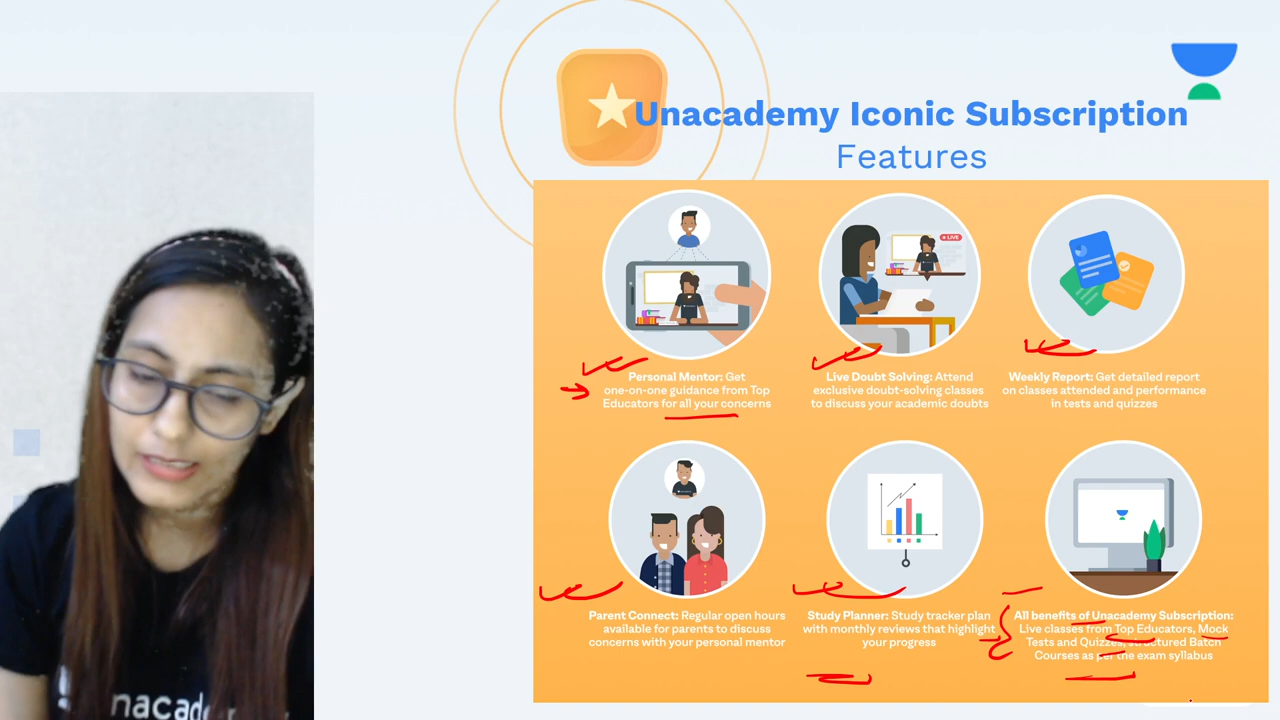 Unacademy Iconic Subscription
Features
LIVE
Personal Mentor: Get
one-on-one guidance from Top
Educators for all your concerns
Live Doubt Solving: Attend
exclusive doubt-solving classes
to discuss your academic doubts
Weekly Report: Get detailed report
on classes attended and performance
in tests and quizzes
Parent Connect: Regular open hours
available for parents to discuss
concerns with your personal mentor
Study Planner: Study tracker plan
with monthly reviews that highlight
your progress
All benefits of Unacademy Subscription:
Live classes from Top Educators, Mock
Tests and Quizzes, structured Batch
Courses as per the exam syllabus
unacade